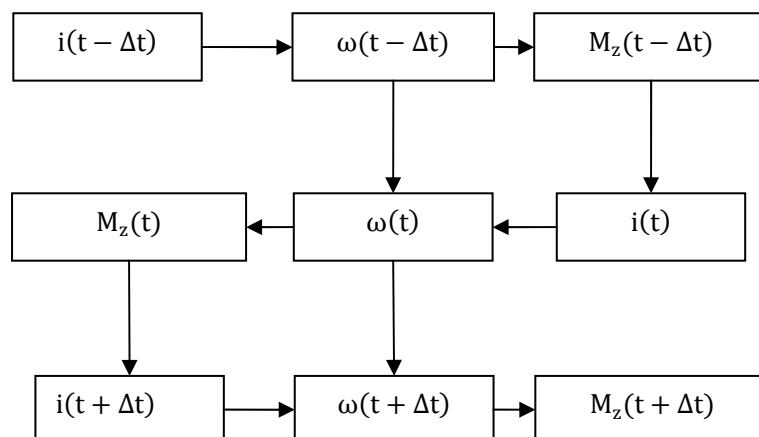 i(t − Δt)
ω(t − Δt)
M_z(t − Δt)
M_z(t)
ω(t)
i(t)
i(t + Δt)
ω(t + Δt)
M_z(t + Δt)